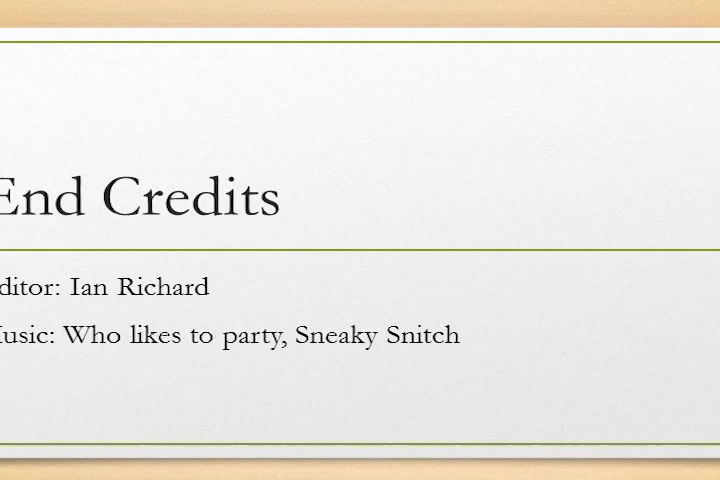 End Credits
ditor: Ian Richard
usic: Who likes to party, Sneaky Snitch